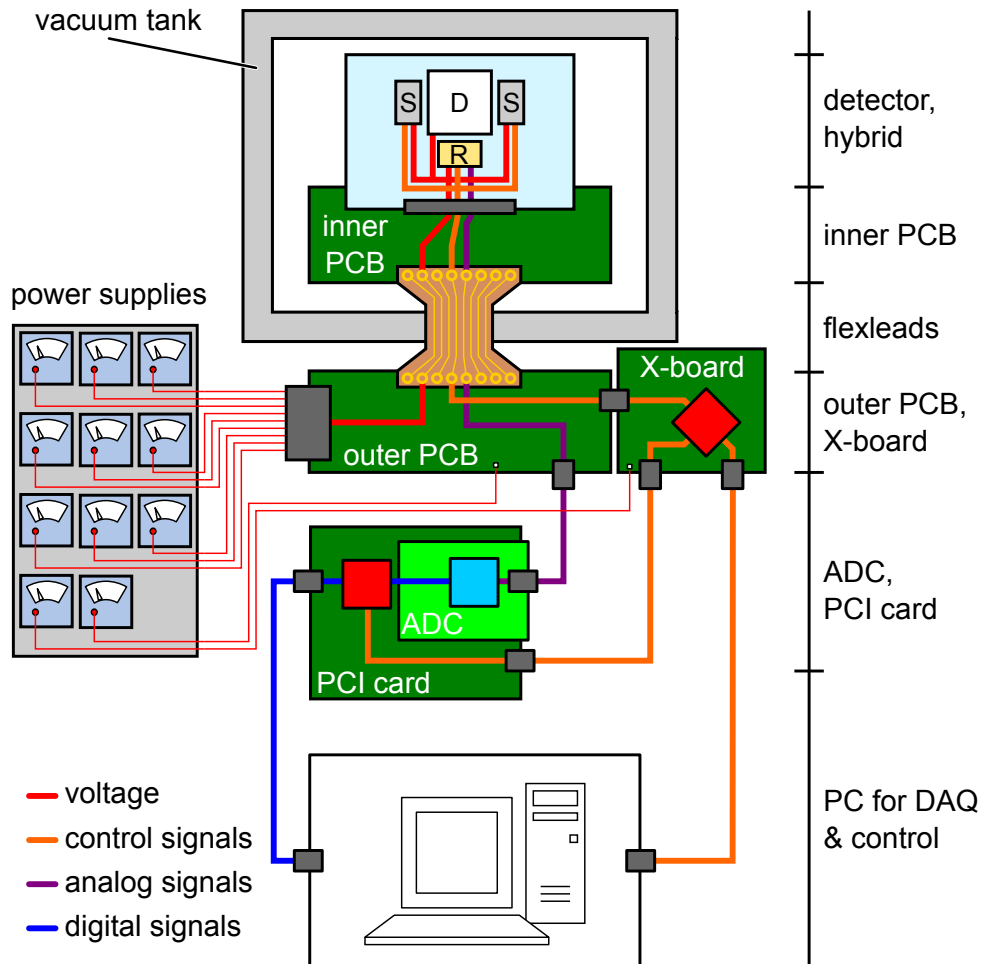 vacuum tank
S
D
S
R
detector,
hybrid
inner
PCB
inner PCB
power supplies
flexleads
X-board
outer PCB
outer PCB,
X-board
ADC
PCI card
ADC,
PCI card
voltage
control signals
analog signals
digital signals
PC for DAQ
& control